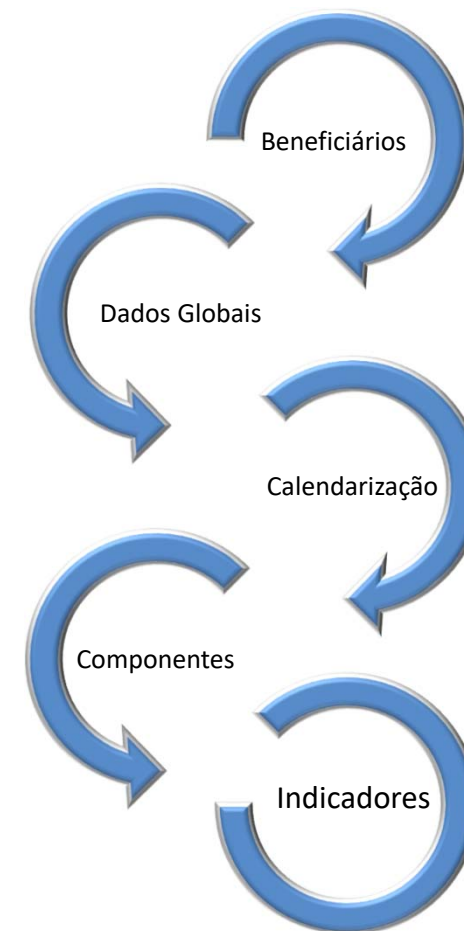 Beneficiários
Dados Globais
Calendarização
Componentes
Indicadores